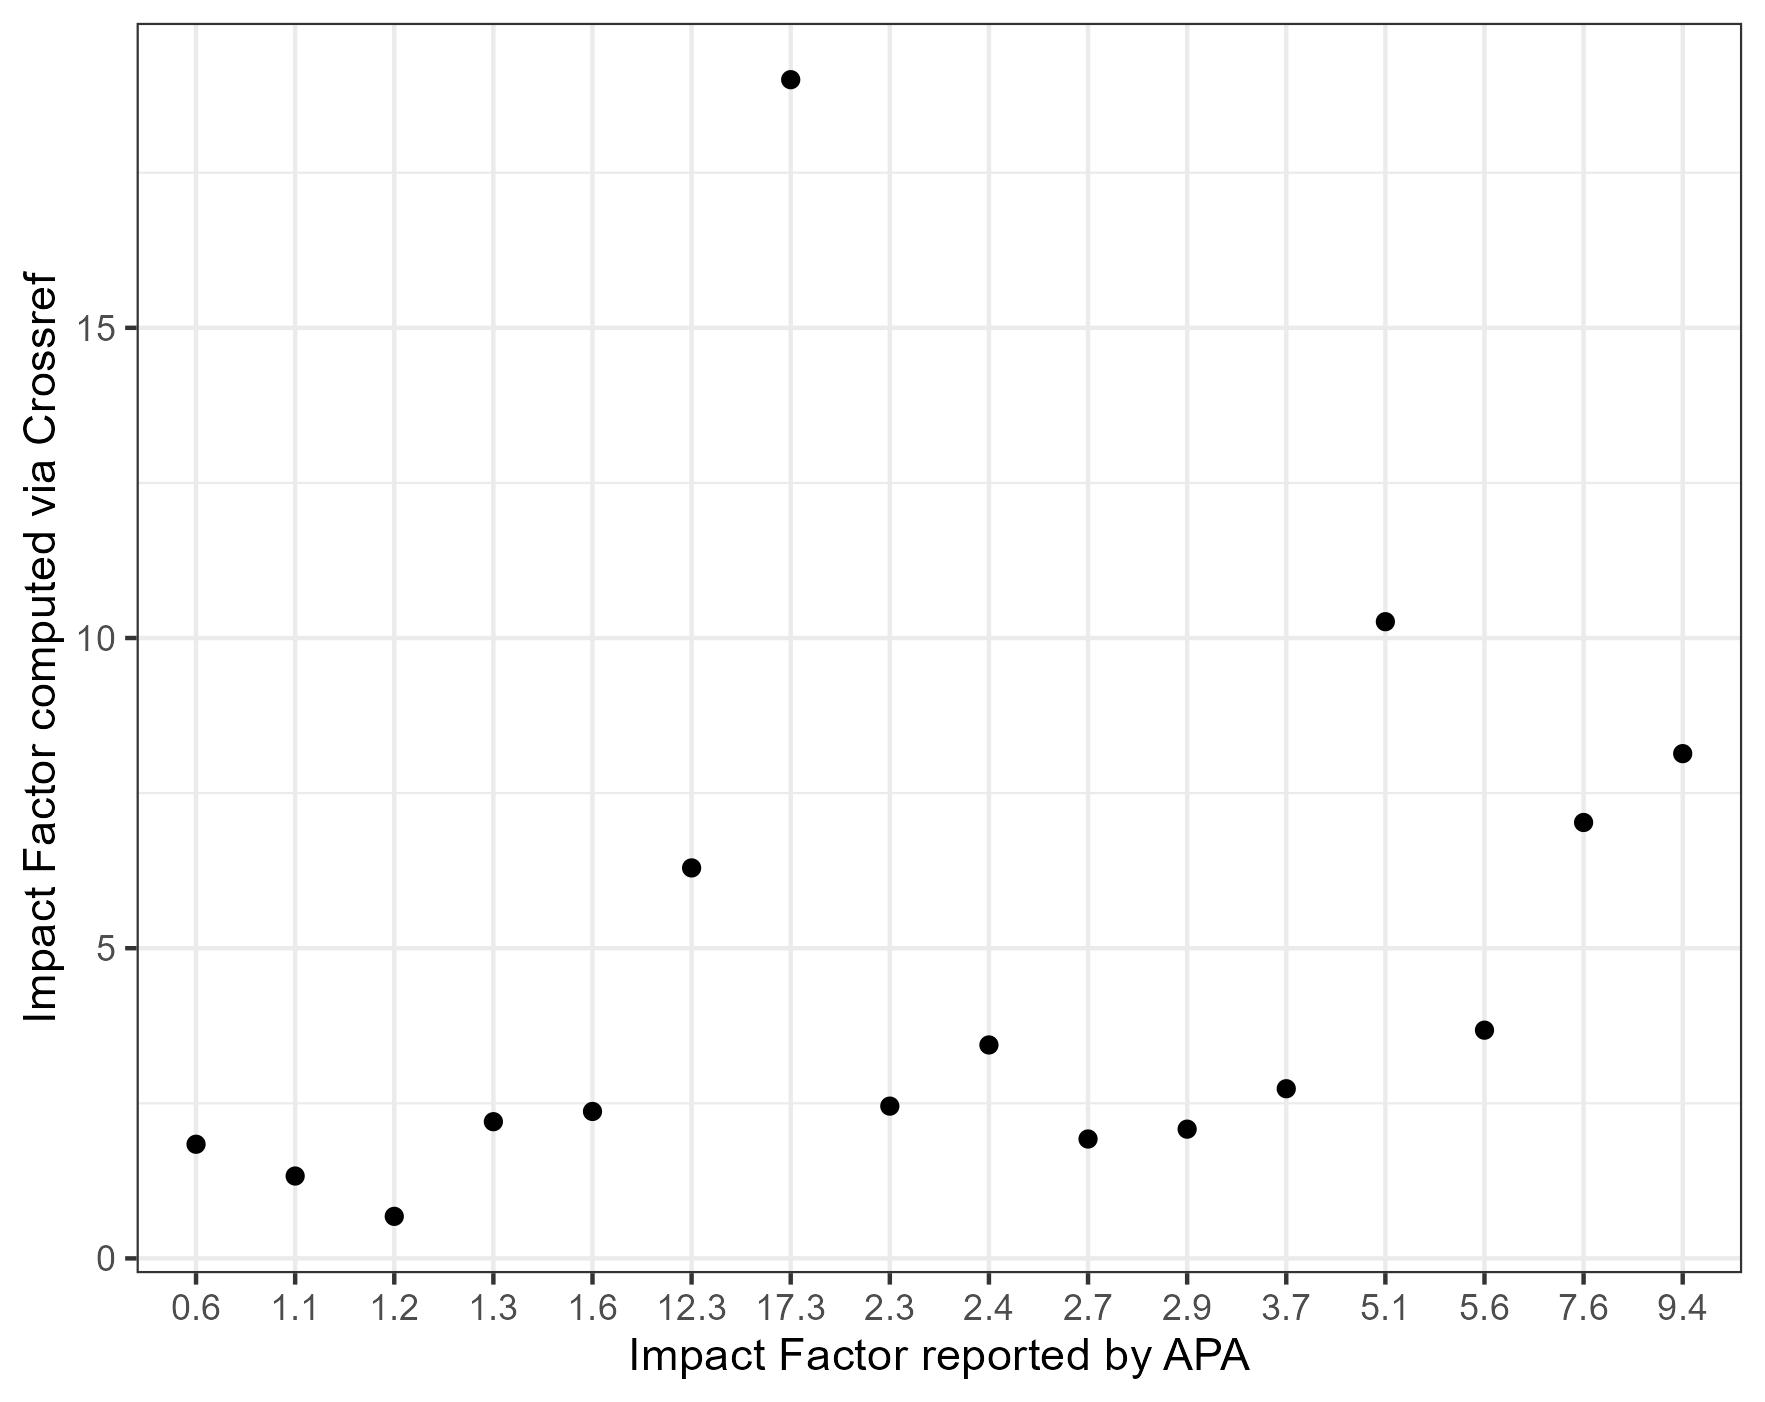 Impact Factor computed via Crossref
15
10
5
0
0.6 1.1 1.2 1.3 1.6 12.3 17.3 2.3 2.4 2.7 2.9 3.7 5.1 5.6 7.6 9.4
Impact Factor reported by APA